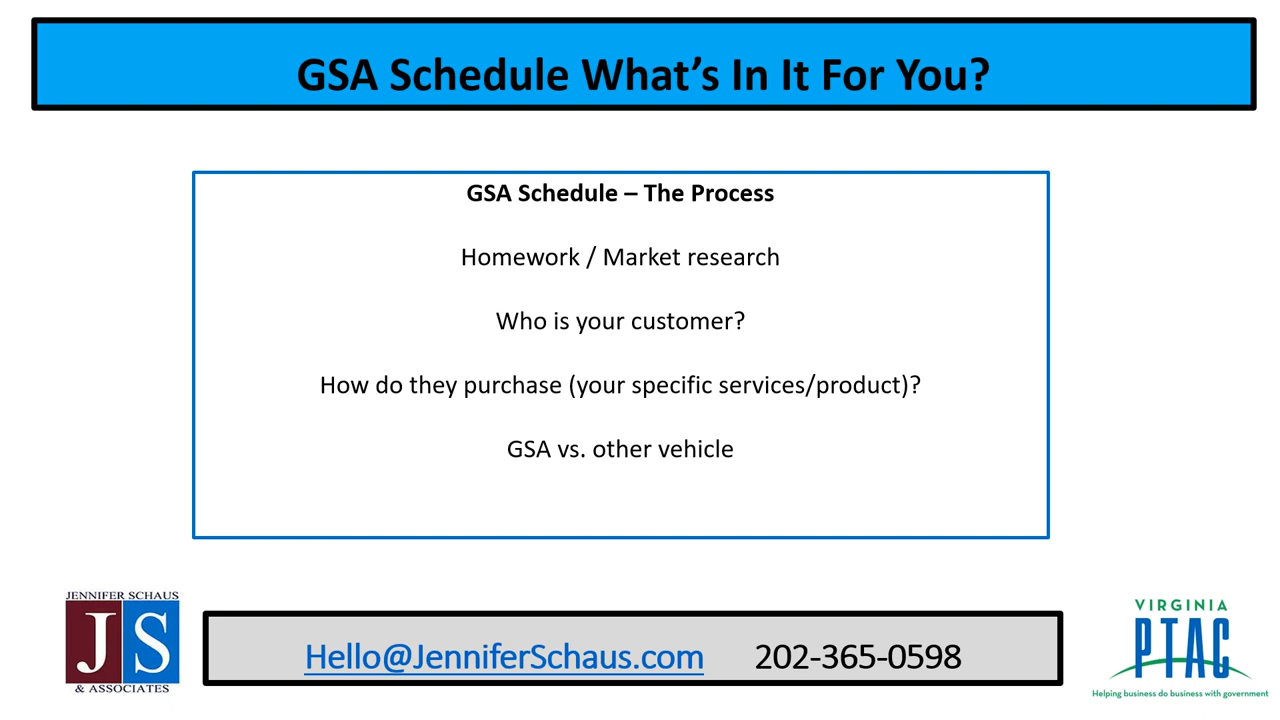 GSA Schedule What's In It For You?
GSA Schedule – The Process
Homework / Market research
Who is your customer?
How do they purchase (your specific services/product)?
GSA vs. other vehicle
JENNIFER SCHAUS
JS
& ASSOCIATES
Hello@JenniferSchaus.com 202-365-0598
VIRGINIA
PTAC
Helping business do business with government